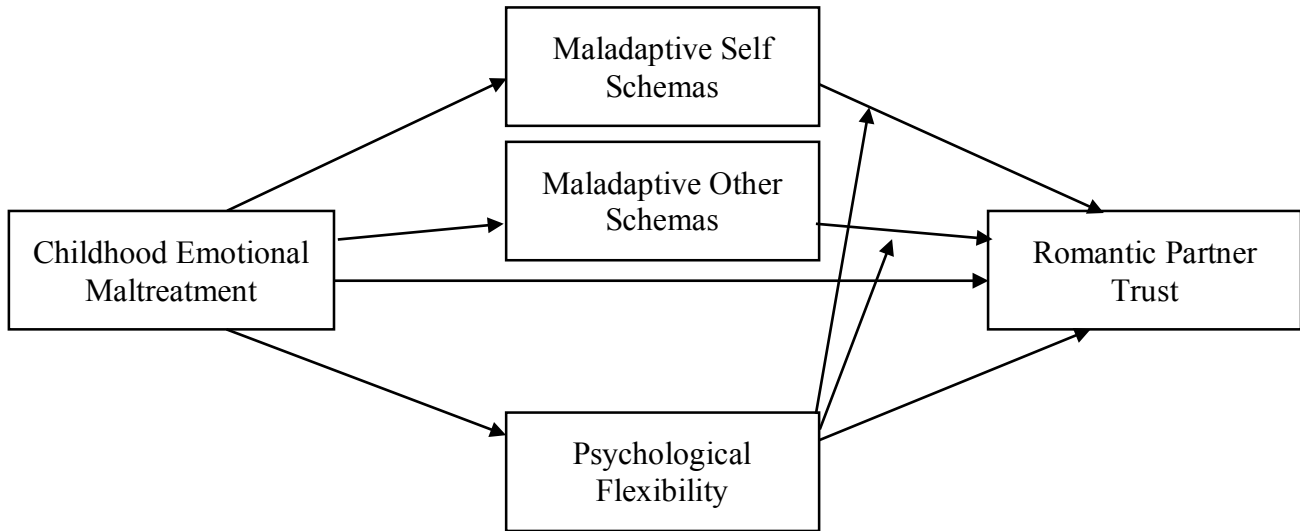 Maladaptive Self
Schemas
Maladaptive Other
Schemas
Childhood Emotional
Maltreatment
Romantic Partner
Trust
Psychological
Flexibility